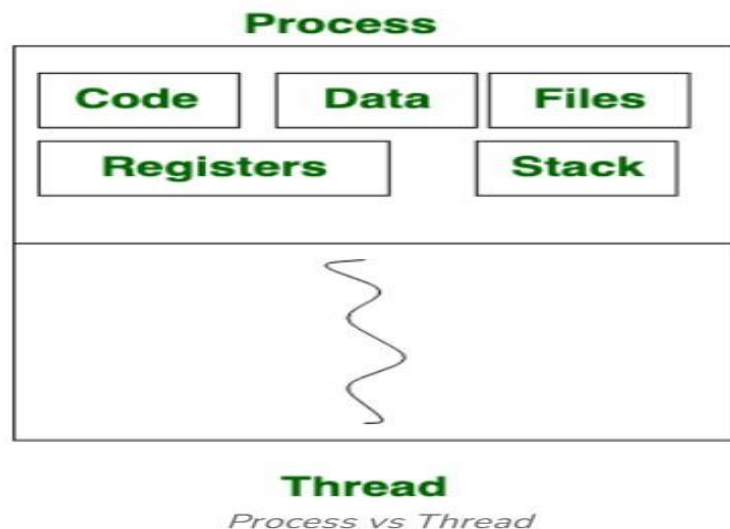 Process
Code Data Files
Registers Stack
Thread
Process vs Thread